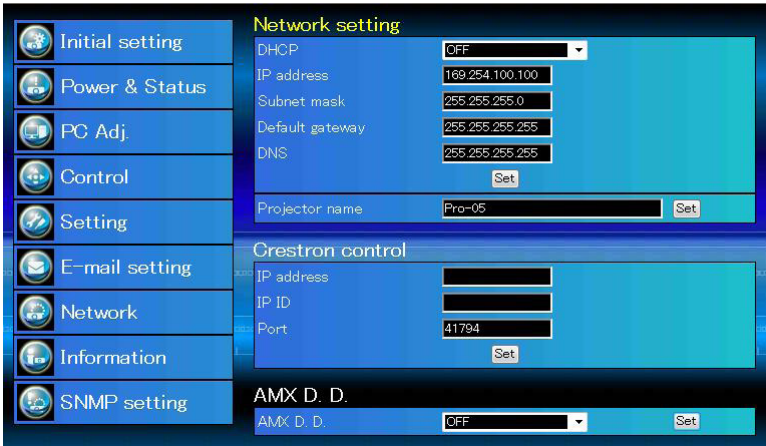 Initial setting
Power & Status
PC Adj.
Control
Setting
E-mail setting
Network
Information
SNMP setting
Network setting
DHCP OFF
IP address 169.254.100.100
Subnet mask 255.255.255.0
Default gateway 255.255.255.255
DNS 255.255.255.255
Set
Projector name Pro-05 Set
Crestron control
IP address
IP ID
Port 41794
Set
AMX D. D.
AMX D. D. OFF Set